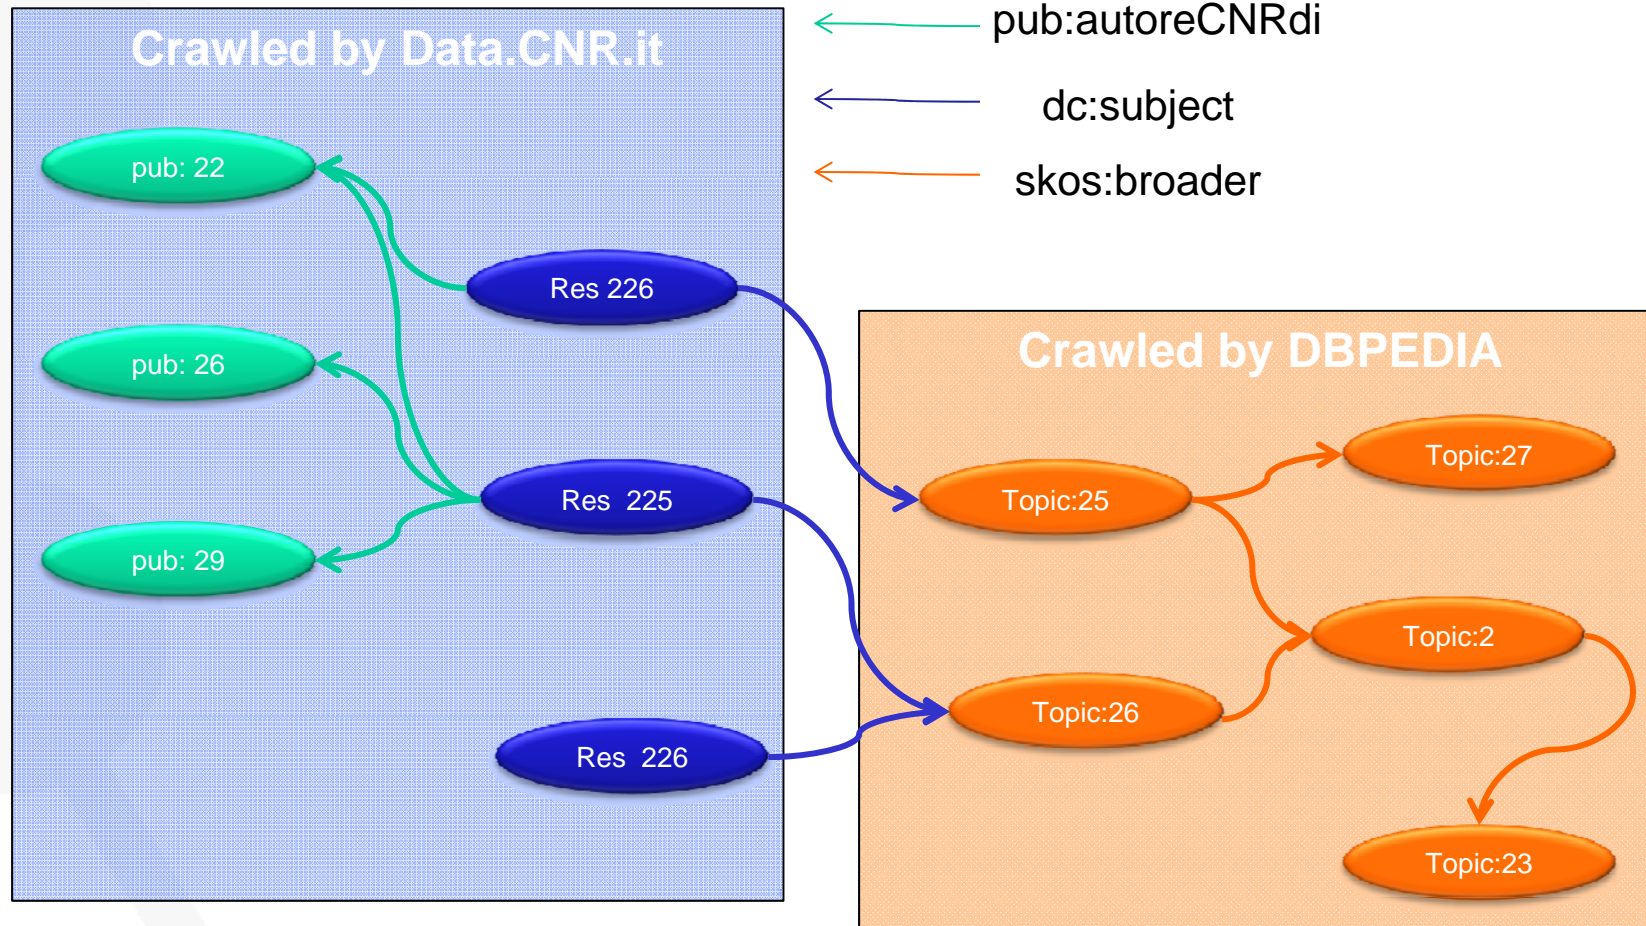 Crawled by Data.CNR.it
pub:autoreCNRdi
dc:subject
skos:broader
pub: 22
Res 226
pub: 26
Res 225
pub: 29
Res 226
Crawled by DBPEDIA
Topic:27
Topic:25
Topic:2
Topic:26
Topic:23